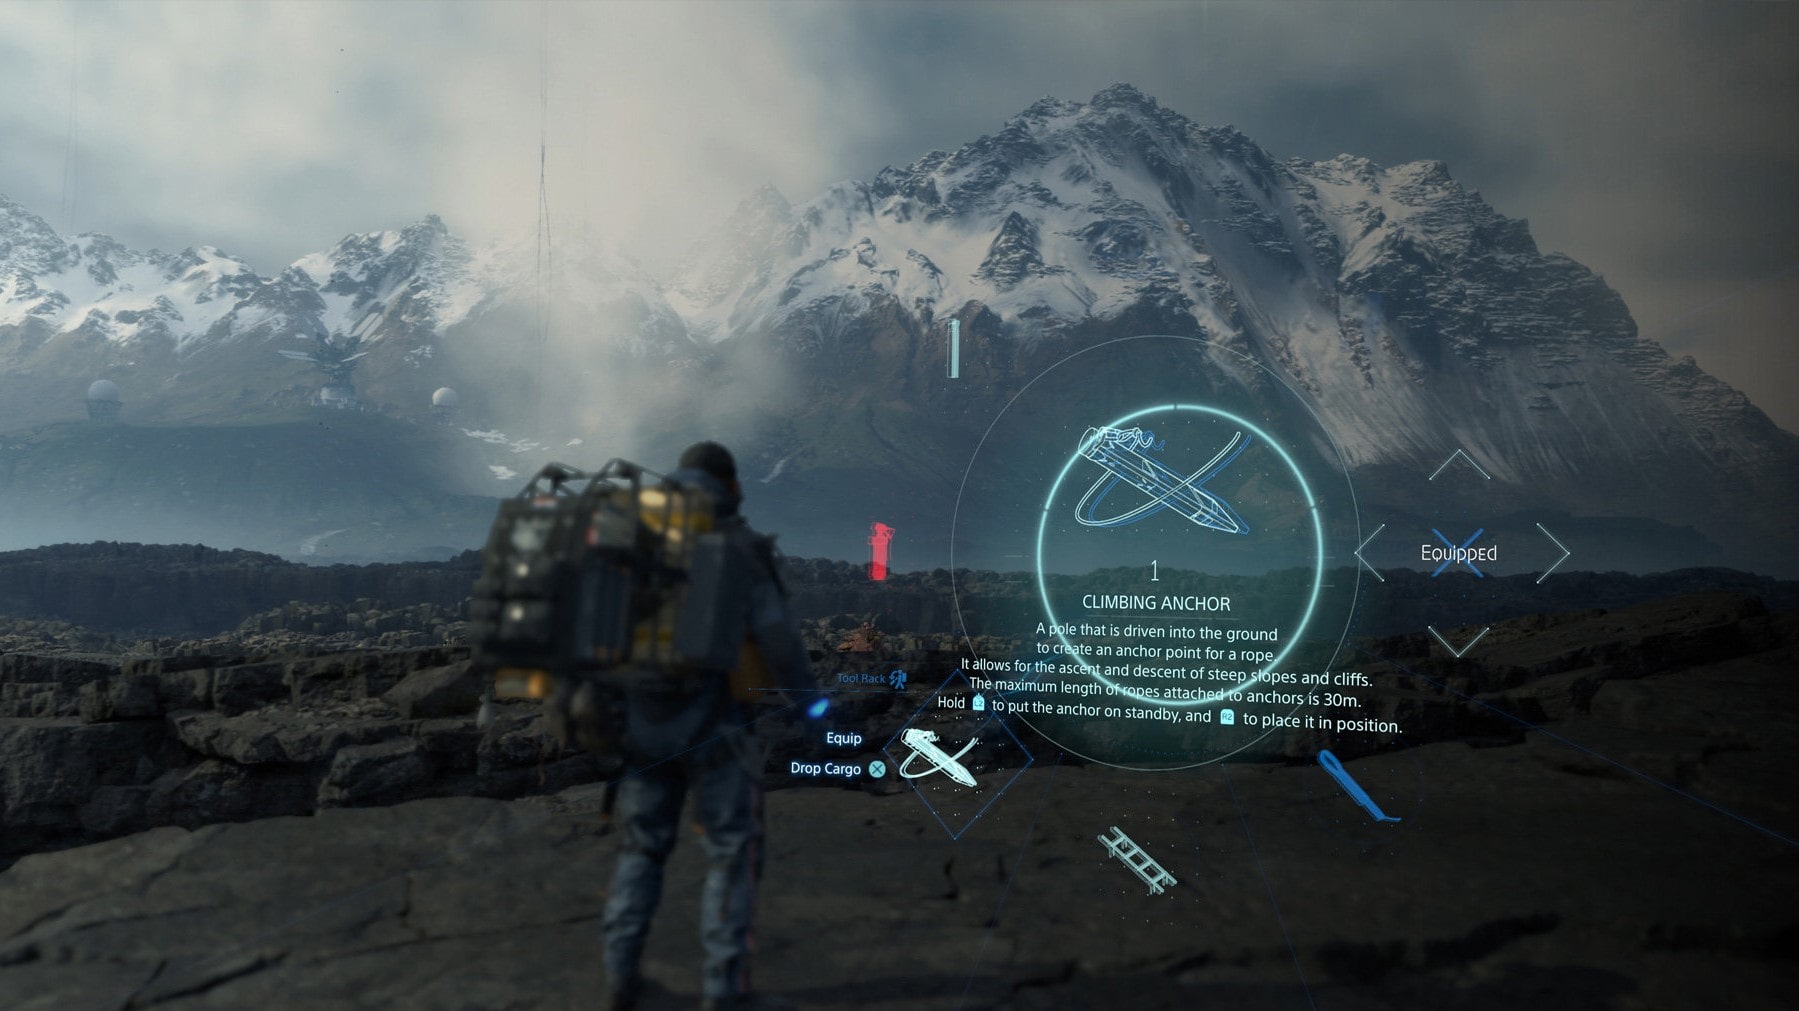 1
CLIMBING ANCHOR
A pole that is driven into the ground
to create an anchor point for a rope.
It allows for the ascent and descent of steep slopes and cliffs.
The maximum length of ropes attached to anchors is 30m.
Hold L2 to put the anchor on standby, and R2 to place it in position.
Equipped
Tool Rack
Equip
Drop Cargo